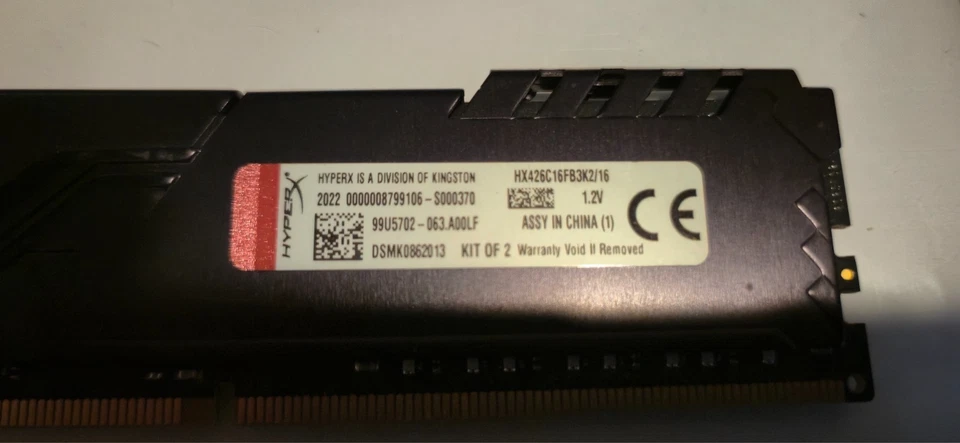 HYPERX
HYPERX IS A DIVISION OF KINGSTON
2022 0000008799106-S000370
99U5702-063.A00LF
DSMK0862013
KIT OF 2
HX426C16FB3K2/16
1.2V
ASSY IN CHINA (1)
Warranty Void If Removed
CE